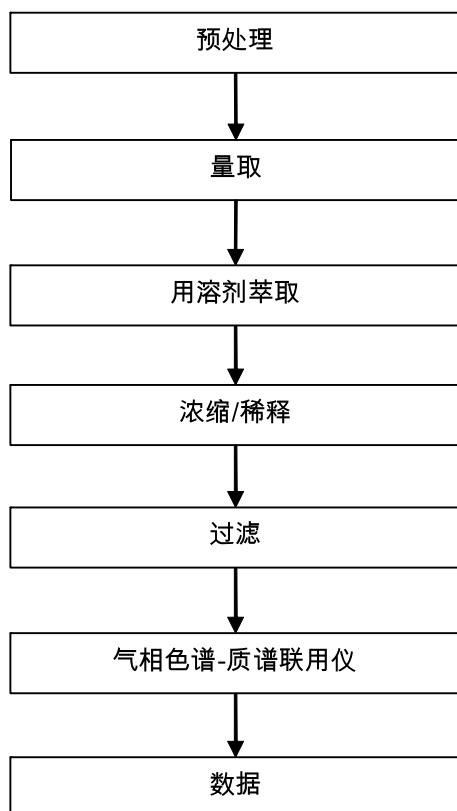 预处理
量取
用溶剂萃取
浓缩/稀释
过滤
气相色谱-质谱联用仪
数据